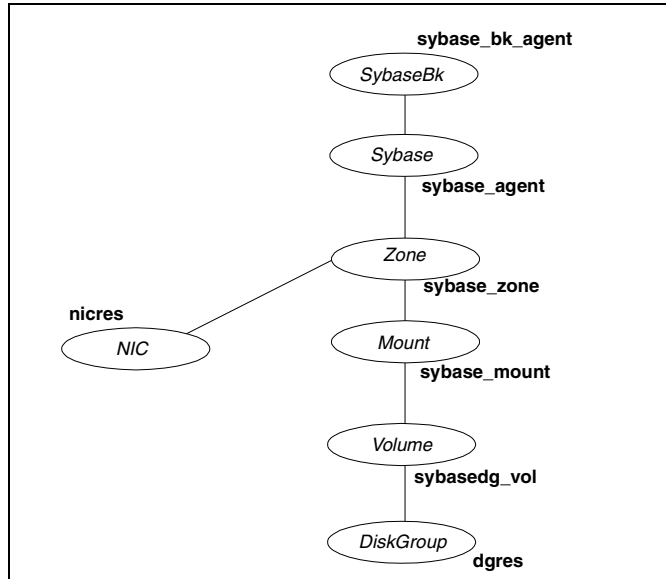 sybase_bk_agent
SybaseBk
Sybase
sybase_agent
Zone
sybase_zone
nicres
NIC
Mount
sybase_mount
Volume
sybasedg_vol
DiskGroup
dgres